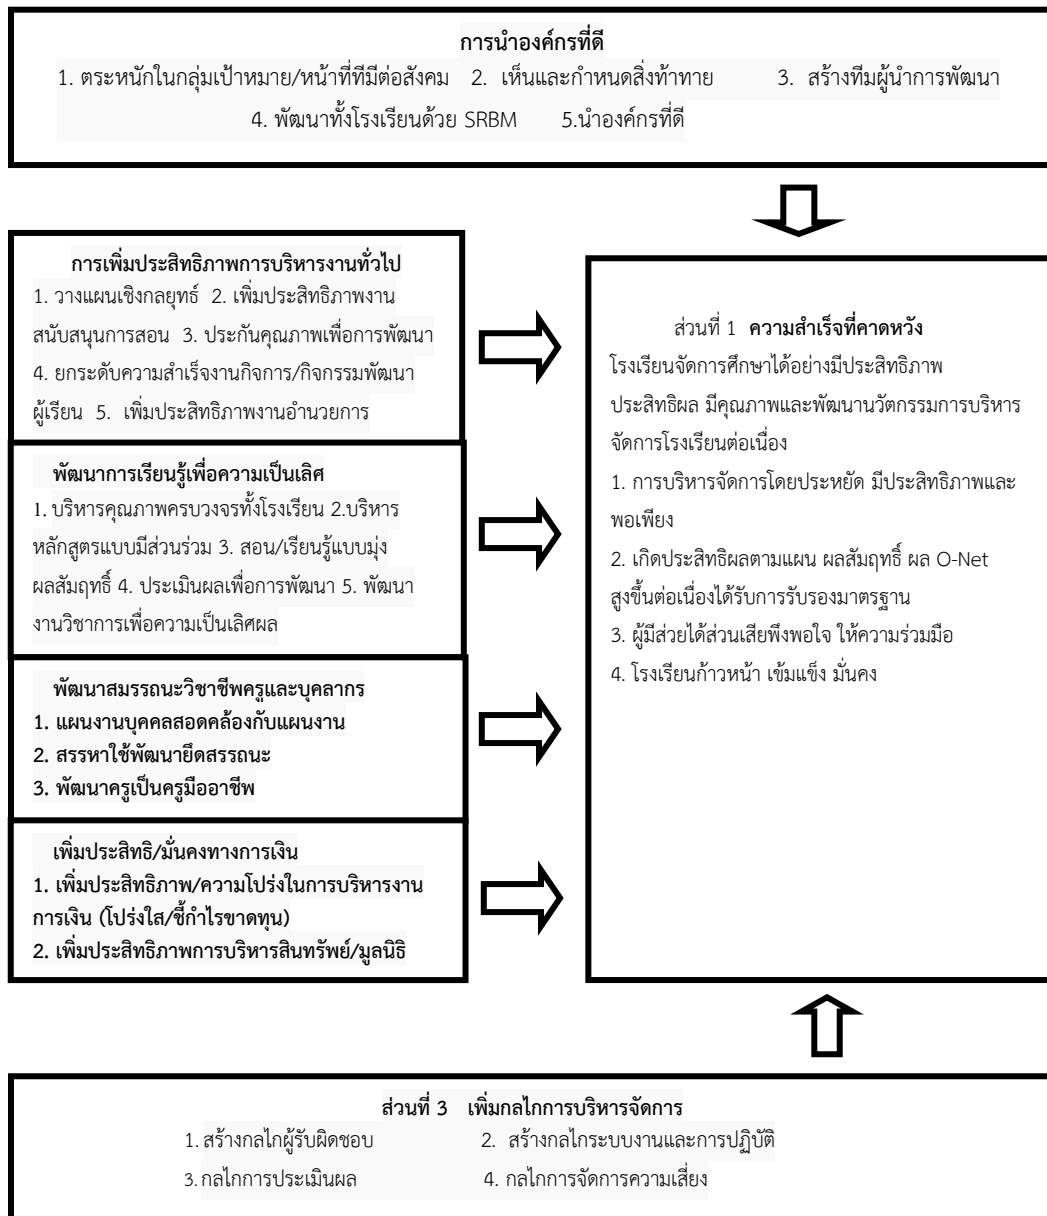 การนำองค์กรที่ดี
1. ตระหนักในกลุ่มเป้าหมาย/หน้าที่ที่มีต่อสังคม 2. เห็นและกำหนดสิ่งท้าทาย 3. สร้างทีมผู้นำการพัฒนา
4. พัฒนาทั้งโรงเรียนด้วย SRBM 5.นำองค์กรที่ดี
การเพิ่มประสิทธิภาพการบริหารงานทั่วไป
1. วางแผนเชิงกลยุทธ์ 2. เพิ่มประสิทธิภาพงาน
สนับสนุนการสอน 3. ประกันคุณภาพเพื่อการพัฒนา
4. ยกระดับความสำเร็จงานกิจการ/กิจกรรมพัฒนา
ผู้เรียน 5. เพิ่มประสิทธิภาพงานอำนวยการ
พัฒนาการเรียนรู้เพื่อความเป็นเลิศ
1. บริหารคุณภาพครบวงจรทั้งโรงเรียน 2.บริหาร
หลักสูตรแบบมีส่วนร่วม 3. สอน/เรียนรู้แบบมุ่ง
ผลสัมฤทธิ์ 4. ประเมินผลเพื่อการพัฒนา 5. พัฒนา
งานวิชาการเพื่อความเป็นเลิศผล
พัฒนาสมรรถนะวิชาชีพครูและบุคลากร
1. แผนงานบุคคลสอดคล้องกับแผนงาน
2. สรรหาใช้พัฒนายึดสรรถนะ
3. พัฒนาครูเป็นครูมืออาชีพ
เพิ่มประสิทธิ/มั่นคงทางการเงิน
1. เพิ่มประสิทธิภาพ/ความโปร่งในการบริหารงาน
การเงิน (โปร่งใส/ชี้กำไรขาดทุน)
2. เพิ่มประสิทธิภาพการบริหารสินทรัพย์/มูลนิธิ
ส่วนที่ 1 ความสำเร็จที่คาดหวัง
โรงเรียนจัดการศึกษาได้อย่างมีประสิทธิภาพ
ประสิทธิผล มีคุณภาพและพัฒนานวัตกรรมการบริหาร
จัดการโรงเรียนต่อเนื่อง
1. การบริหารจัดการโดยประหยัด มีประสิทธิภาพและ
พอเพียง
2. เกิดประสิทธิผลตามแผน ผลสัมฤทธิ์ ผล O-Net
สูงขึ้นต่อเนื่องได้รับการรับรองมาตรฐาน
3. ผู้มีส่วยได้ส่วนเสียพึงพอใจ ให้ความร่วมมือ
4. โรงเรียนก้าวหน้า เข้มแข็ง มั่นคง
ส่วนที่ 3 เพิ่มกลไกการบริหารจัดการ
1. สร้างกลไกผู้รับผิดชอบ 2. สร้างกลไกระบบงานและการปฏิบัติ
3. กลไกการประเมินผล 4. กลไกการจัดการความเสี่ยง